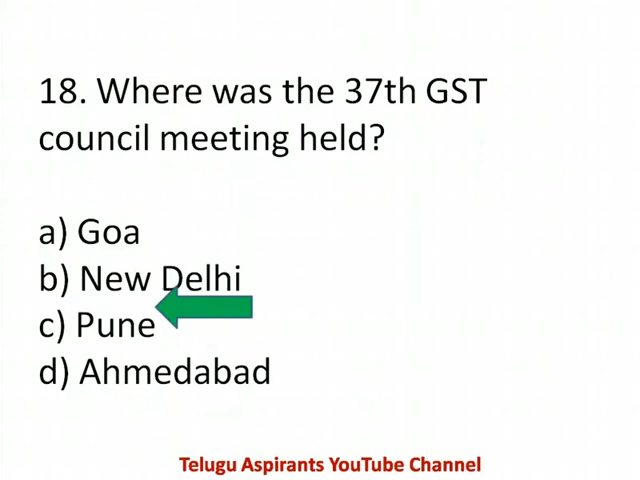 18. Where was the 37th GST
council meeting held?
a) Goa
b) New Delhi
c) Pune
d) Ahmedabad
Telugu Aspirants YouTube Channel